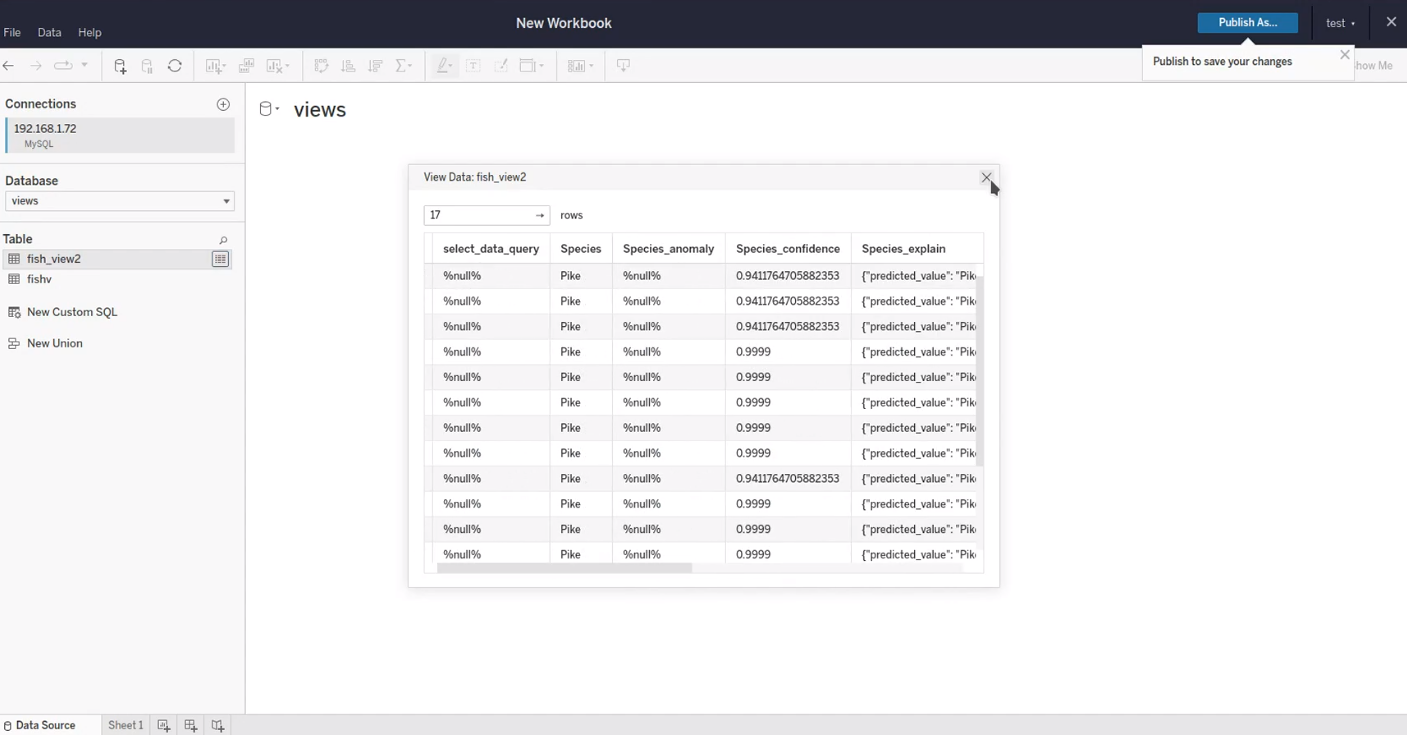 New Workbook
Publish As...
test
File Data Help
Publish to save your changes
how Me
Connections
192.168.1.72
MySQL
Database
views
Table
fish_view2
fishv
New Custom SQL
New Union
views
View Data: fish_view2
17 → rows
select_data_query Species Species_anomaly Species_confidence Species_explain
%null% Pike %null% 0.9411764705882353 {"predicted_value": "Pik
%null% Pike %null% 0.9411764705882353 {"predicted_value": "Pik
%null% Pike %null% 0.9411764705882353 {"predicted_value": "Pik
%null% Pike %null% 0.9999 {"predicted_value": "Pik
%null% Pike %null% 0.9999 {"predicted_value": "Pik
%null% Pike %null% 0.9999 {"predicted_value": "Pik
%null% Pike %null% 0.9999 {"predicted_value": "Pik
%null% Pike %null% 0.9999 {"predicted_value": "Pik
%null% Pike %null% 0.9411764705882353 {"predicted_value": "Pik
%null% Pike %null% 0.9999 {"predicted_value": "Pik
%null% Pike %null% 0.9999 {"predicted_value": "Pik
%null% Pike %null% 0.9999 {"predicted_value": "Pik
Data Source Sheet 1